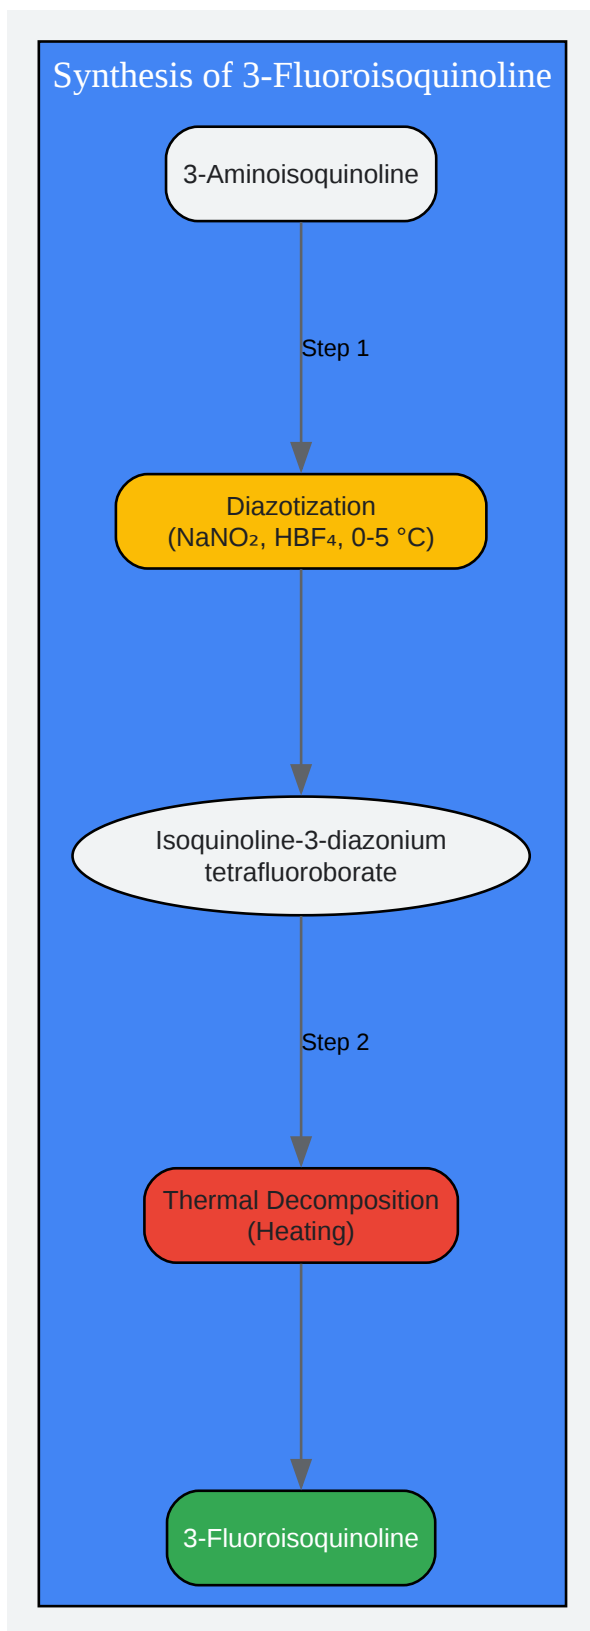 Synthesis of 3-Fluoroisoquinoline
3-Aminoisoquinoline
Step 1
Diazotization
(NaNO₂, HBF₄, 0-5 °C)
Isoquinoline-3-diazonium
tetrafluoroborate
Step 2
Thermal Decomposition
(Heating)
3-Fluoroisoquinoline